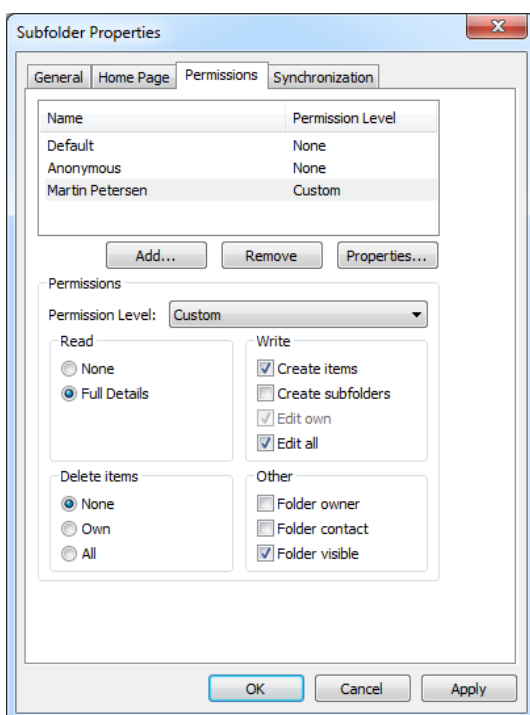 Subfolder Properties
General Home Page Permissions Synchronization
Name Permission Level
Default None
Anonymous None
Martin Petersen Custom
Add... Remove Properties...
Permissions
Permission Level: Custom
Read Write
None Create items
Full Details Create subfolders
Edit own
Edit all
Delete items Other
None Folder owner
Own Folder contact
All Folder visible
OK Cancel Apply